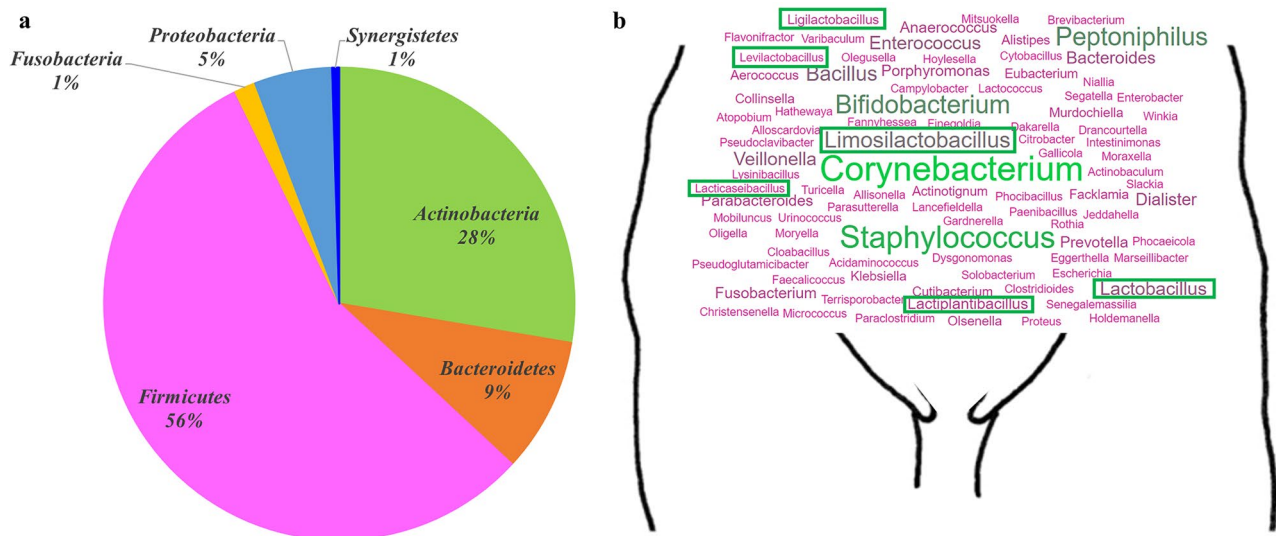 a
Proteobacteria
5%
Synergistetes
1%
Fusobacteria
1%
Actinobacteria
28%
Bacteroidetes
9%
Firmicutes
56%
b
Ligilactobacillus Mitsuokella Brevibacterium
Anaerococcus
Flavonifractor Varibaculum Enterococcus Alistipes Peptoniphilus
Levilactobacillus Olegusella Hoylesella Cytobacillus Bacteroides
Aerococcus Bacillus Porphyromonas Eubacterium Niallia
Campylobacter Lactococcus
Collinsella Bifidobacterium Segatella Enterobacter
Atopobium Hathewaya Murdochiella Winkia
Fannyhessea Finegoldia Dakarella
Alloscardovia Drancourtella
Pseudoclavibacter Limosilactobacillus Citrobacter Intestinimonas
Veillonella Gallicola Moraxella
Lysinibacillus Corynebacterium Actinobaculum
Lacticaseibacillus Turicella Allisonella Actinotignum Phocibacillus Facklamia Slackia
Parabacteroides Parasutterella Lancefieldella Paenibacillus Jeddahella Dialister
Mobiluncus Urinococcus Gardnerella Rothia
Oligella Moryella Staphylococcus Prevotella Phocaeicola
Cloabacillus Dysgonomonas Eggerthella Marseillibacter
Pseudoglutamicibacter Acidaminococcus
Faecalicoccus Klebsiella Solobacterium Escherichia
Fusobacterium Cutibacterium Clostridioides Lactobacillus
Terrisporobacter Lactiplantibacillus Senegalemassilia
Christensenella Micrococcus Paraclostridium Olsenella Proteus Holdemanella